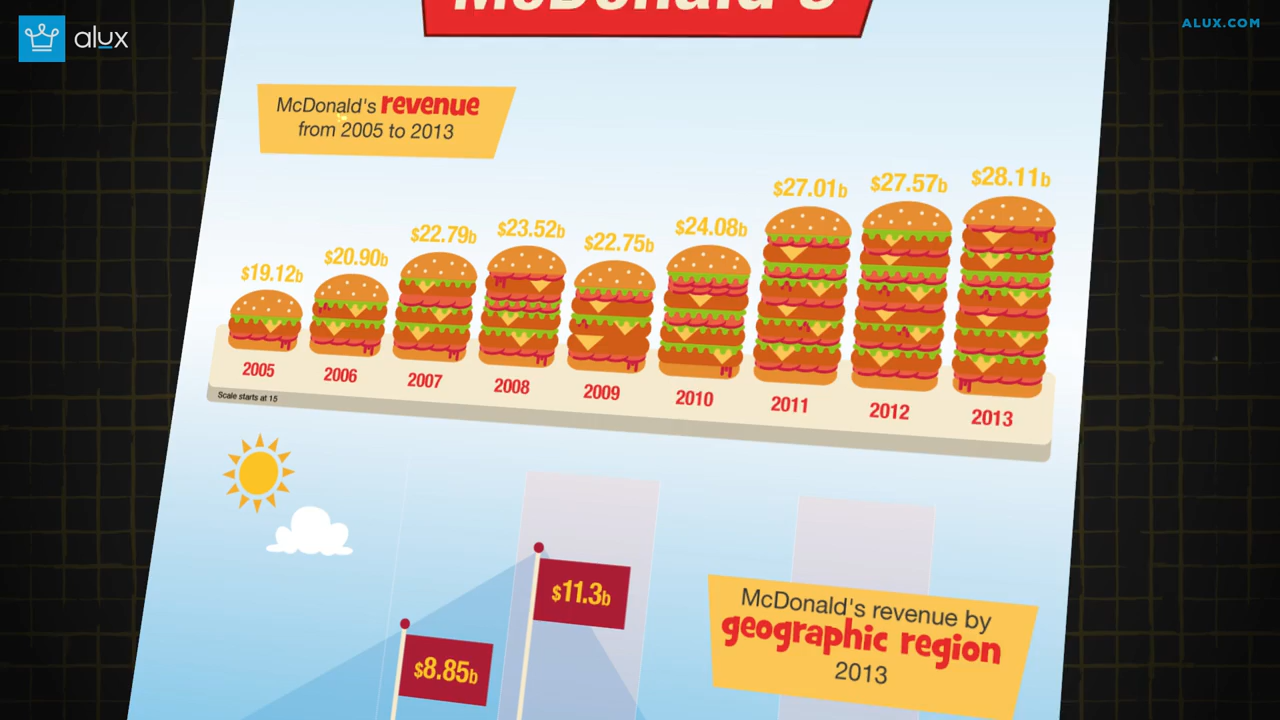 alux
ALUX.COM
McDonald's
McDonald's revenue
from 2005 to 2013
$19.12b
$20.90b
$22.79b
$23.52b
$22.75b
$24.08b
$27.01b
$27.57b
$28.11b
2005
2006
2007
2008
2009
2010
2011
2012
2013
Scale starts at 15
$11.3b
$8.85b
McDonald's revenue by
geographic region
2013